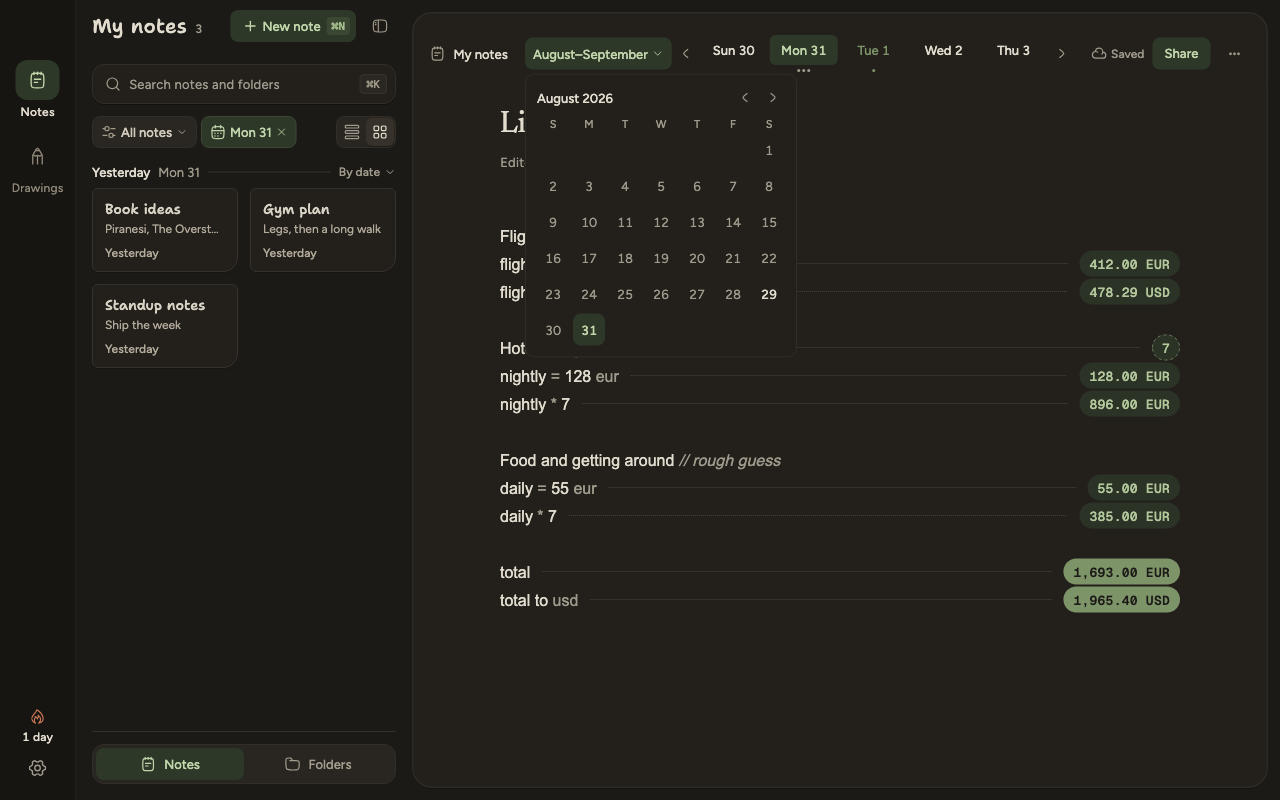 Notes
Drawings
1 day
My notes 3
New note ⌘N
Search notes and folders ⌘K
All notes
Mon 31
Yesterday Mon 31
By date
Book ideas
Piranesi, The Overst...
Yesterday
Gym plan
Legs, then a long walk
Yesterday
Standup notes
Ship the week
Yesterday
Notes
Folders
My notes
August–September
Sun 30
Mon 31
Tue 1
Wed 2
Thu 3
Saved
Share
August 2026
S M T W T F S
1
2 3 4 5 6 7 8
9 10 11 12 13 14 15
16 17 18 19 20 21 22
23 24 25 26 27 28 29
30 31
412.00 EUR
478.29 USD
7
nightly = 128 eur 128.00 EUR
nightly * 7 896.00 EUR
Food and getting around // rough guess
daily = 55 eur 55.00 EUR
daily * 7 385.00 EUR
total 1,693.00 EUR
total to usd 1,965.40 USD